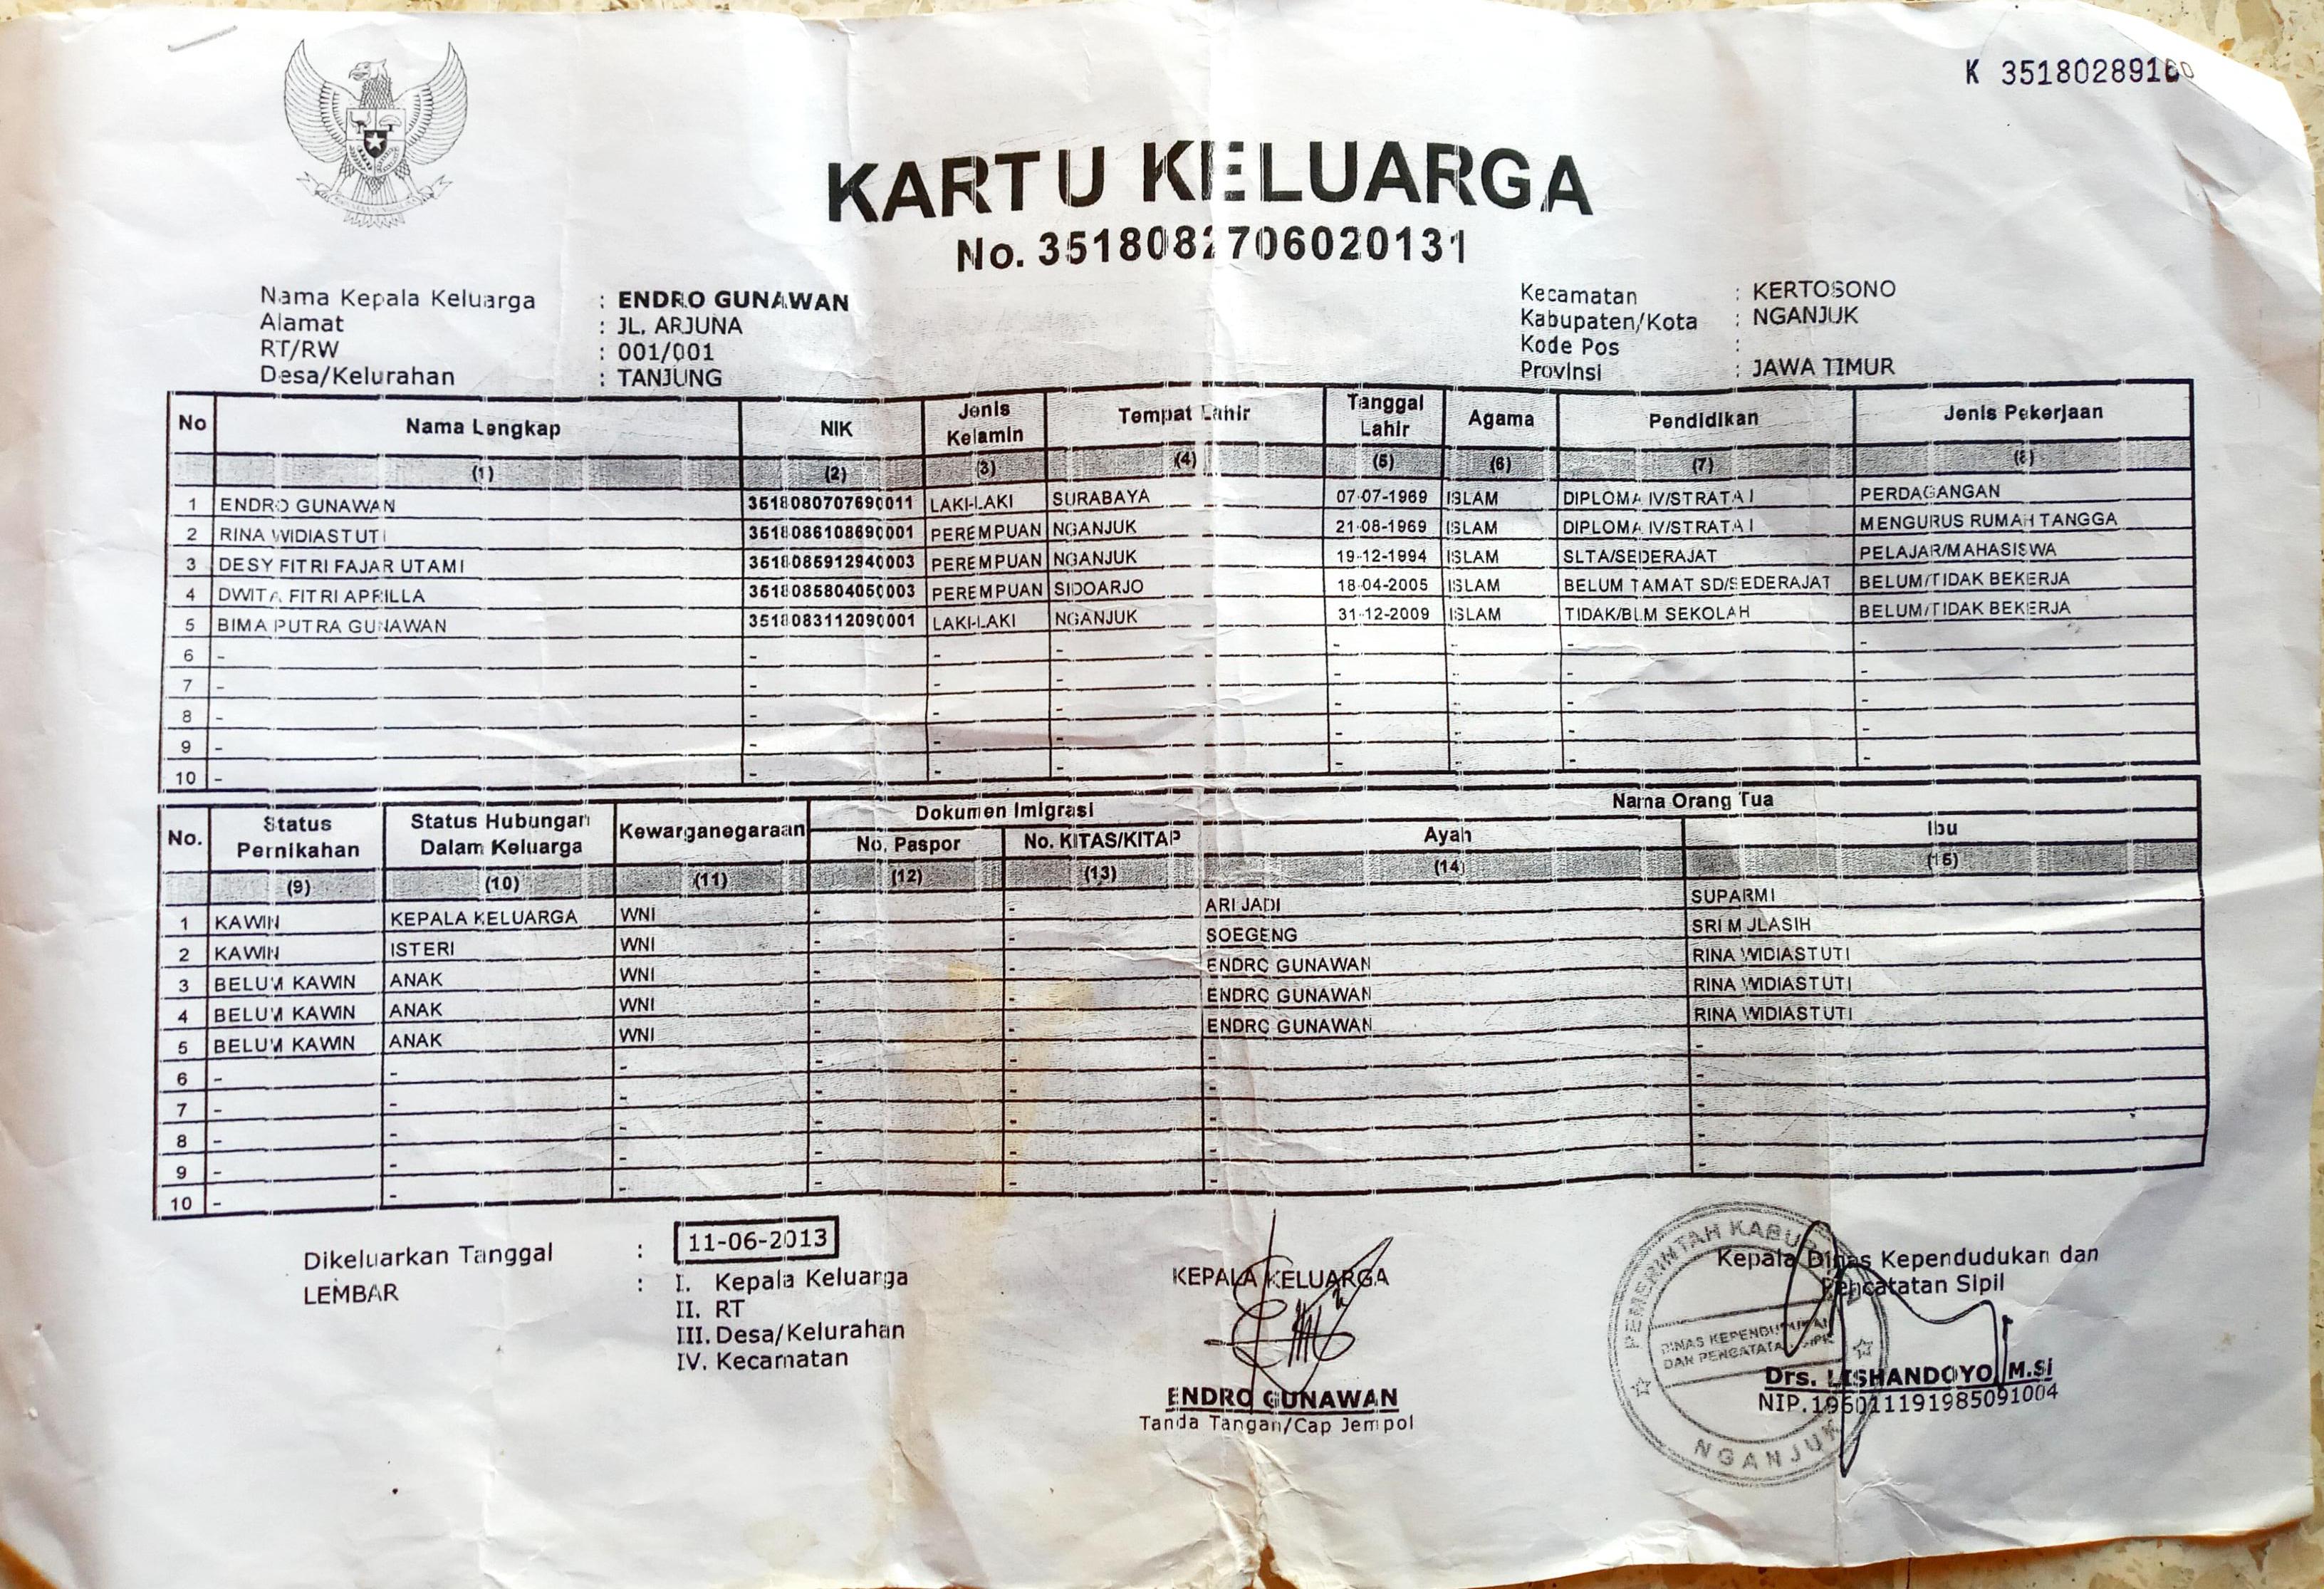 K 3518028916
KARTU KELUARGA
No. 3518082706020131
Nama Kepala Keluarga : ENDRO GUNAWAN
Alamat : JL. ARJUNA
RT/RW : 001/001
Desa/Kelurahan : TANJUNG
Kecamatan : KERTOSONO
Kabupaten/Kota : NGANJUK
Kode Pos :
Provinsi : JAWA TIMUR
No Nama Lengkap NIK Jenis Kelamin Tempat Lahir Tanggal Lahir Agama Pendidikan Jenis Pekerjaan
(1) (2) (3) (4) (5) (6) (7) (8)
1 ENDRO GUNAWAN 3518080707690011 LAKI-LAKI SURABAYA 07-07-1969 ISLAM DIPLOMA IV/STRATA I PERDAGANGAN
2 RINA WIDIASTUTI 3518086108690001 PEREMPUAN NGANJUK 21-08-1969 ISLAM DIPLOMA IV/STRATA I MENGURUS RUMAH TANGGA
3 DESY FITRI FAJAR UTAMI 3518085912940003 PEREMPUAN NGANJUK 19-12-1994 ISLAM SLTA/SEDERAJAT PELAJAR/MAHASISWA
4 DWITA FITRI APRILLA 3518085804050003 PEREMPUAN SIDOARJO 18-04-2005 ISLAM BELUM TAMAT SD/SEDERAJAT BELUM/TIDAK BEKERJA
5 BIMA PUTRA GUNAWAN 3518083112090001 LAKI-LAKI NGANJUK 31-12-2009 ISLAM TIDAK/BLM SEKOLAH BELUM/TIDAK BEKERJA
6 - - - - - - - -
7 - - - - - - - -
8 - - - - - - - -
9 - - - - - - - -
10 - - - - - - - -
No. Status Pernikahan Status Hubungan Dalam Keluarga Kewarganegaraan Dokumen Imigrasi Nama Orang Tua
No. Paspor No. KITAS/KITAP Ayah Ibu
(9) (10) (11) (12) (13) (14) (15)
1 KAWIN KEPALA KELUARGA WNI - - ARI JADI SUPARMI
2 KAWIN ISTERI WNI - - SOEGENG SRI MULASIH
3 BELUM KAWIN ANAK WNI - - ENDRO GUNAWAN RINA WIDIASTUTI
4 BELUM KAWIN ANAK WNI - - ENDRO GUNAWAN RINA WIDIASTUTI
5 BELUM KAWIN ANAK WNI - - ENDRO GUNAWAN RINA WIDIASTUTI
6 - - - - - - -
7 - - - - - - -
8 - - - - - - -
9 - - - - - - -
10 - - - - - - -
Dikeluarkan Tanggal : 11-06-2013
LEMBAR : I. Kepala Keluarga
II. RT
III. Desa/Kelurahan
IV. Kecamatan
KEPALA KELUARGA
ENDRO GUNAWAN
Tanda Tangan/Cap Jempol
Kepala Dinas Kependudukan dan
Pencatatan Sipil
Drs. LISHANDOYO, M.Si
NIP.196011191985091004
PEMERINTAH
DINAS
NGANJUK